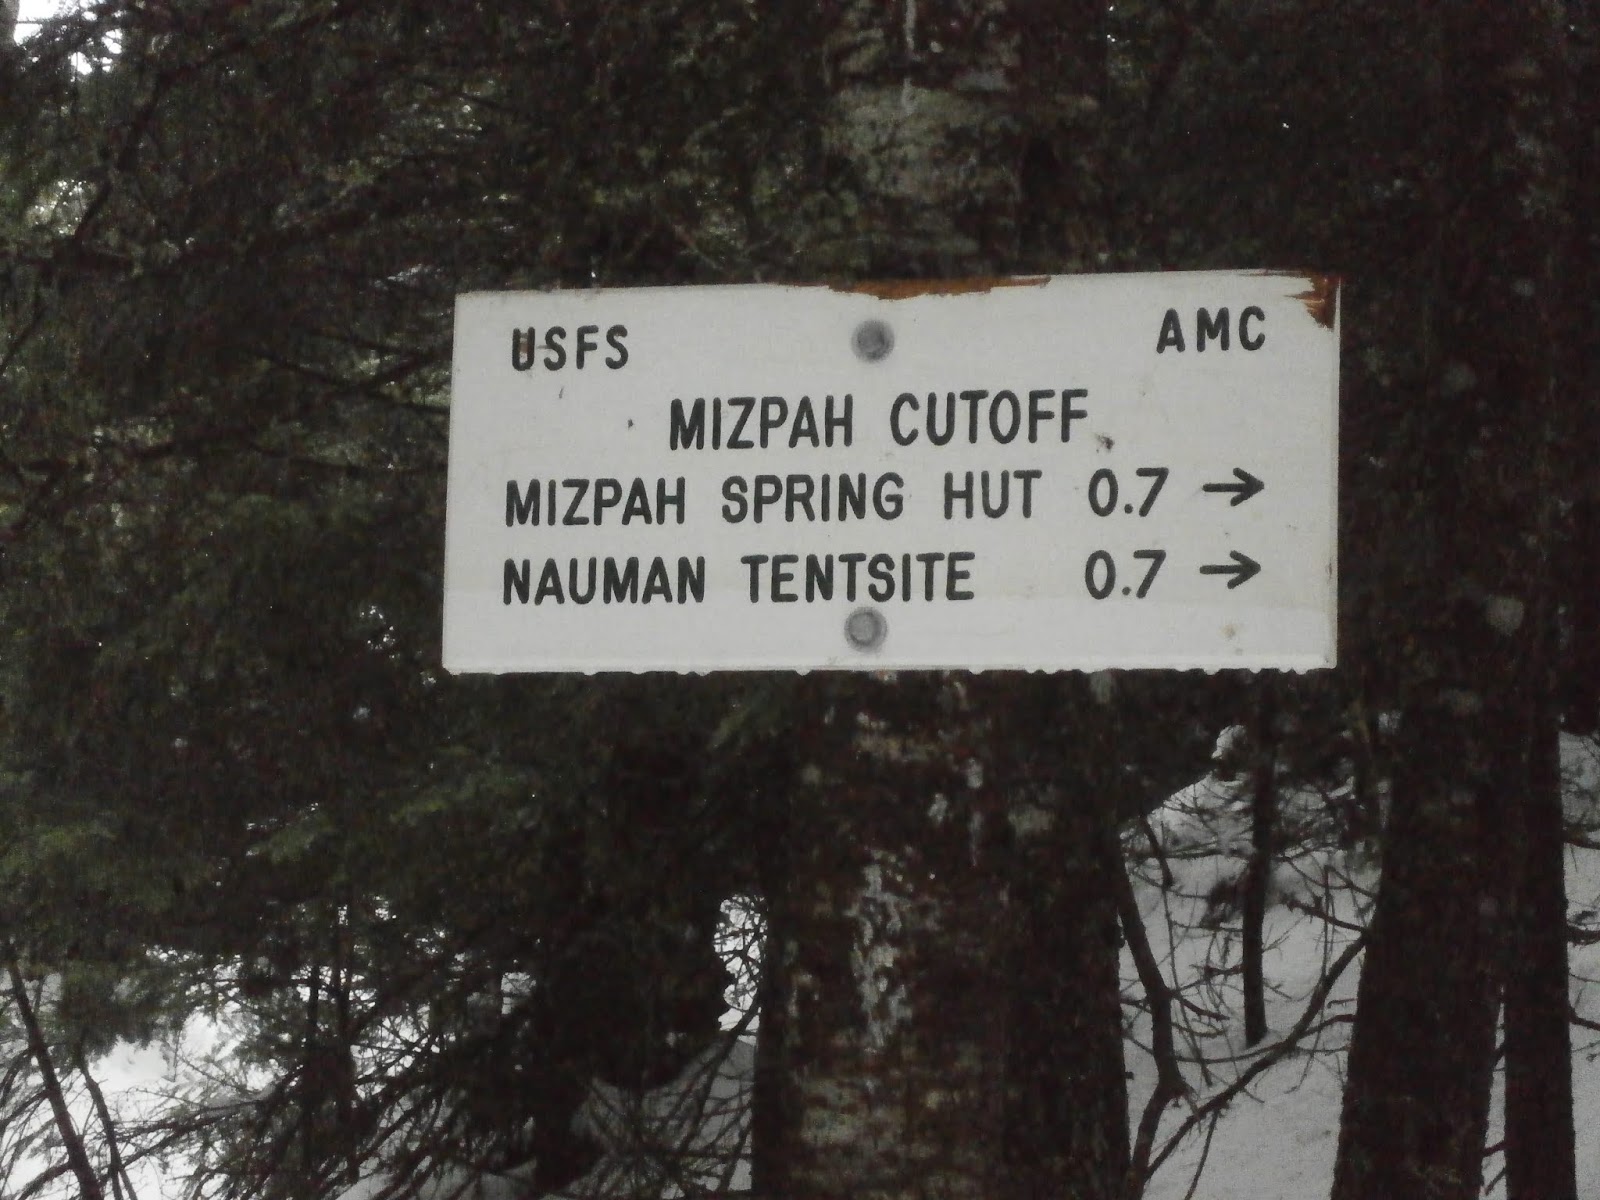 USFS AMC
MIZPAH CUTOFF
MIZPAH SPRING HUT 0.7 →
NAUMAN TENTSITE 0.7 →